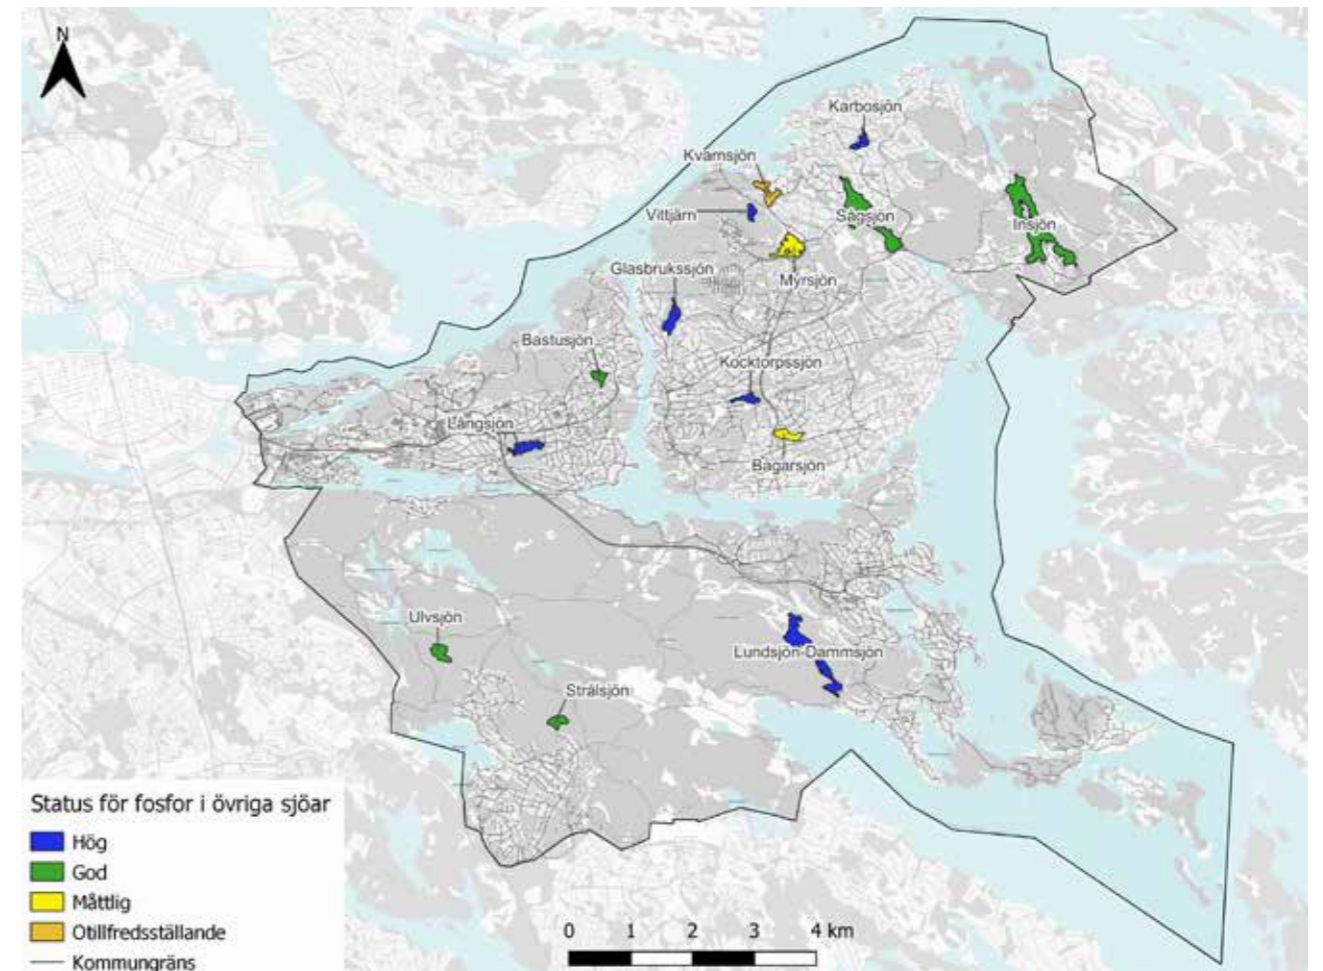 N
Karbosjön
Kvarnsjön
Vittjärn
Sågsjön
Insjön
Myrsjön
Glasbrukssjön
Bastusjön
Kocktorpssjön
Långsjön
Bagarsjön
Ulvsjön
Lundsjön-Dammsjön
Strålsjön
Status för fosfor i övriga sjöar
Hög
God
Måttlig
Otillfredsställande
Kommungräns
0 1 2 3 4 km